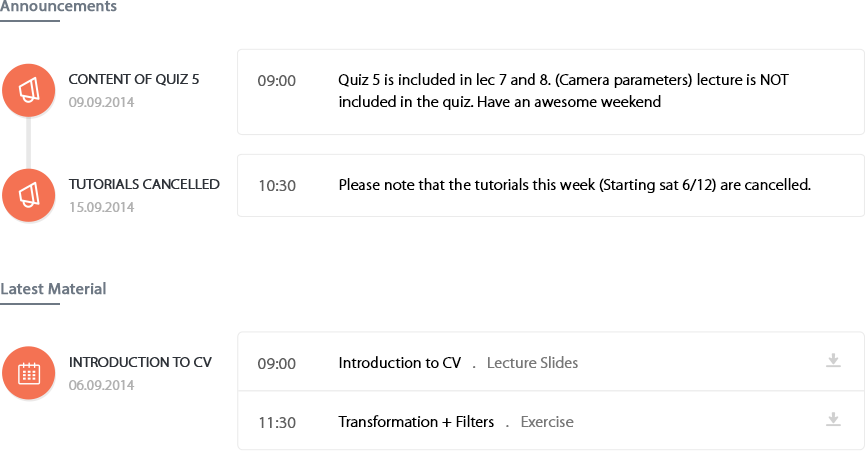 Announcements
CONTENT OF QUIZ 5
09.09.2014
09:00
Quiz 5 is included in lec 7 and 8. (Camera parameters) lecture is NOT
included in the quiz. Have an awesome weekend
TUTORIALS CANCELLED
15.09.2014
10:30
Please note that the tutorials this week (Starting sat 6/12) are cancelled.
Latest Material
INTRODUCTION TO CV
06.09.2014
09:00
Introduction to CV . Lecture Slides
11:30
Transformation + Filters . Exercise